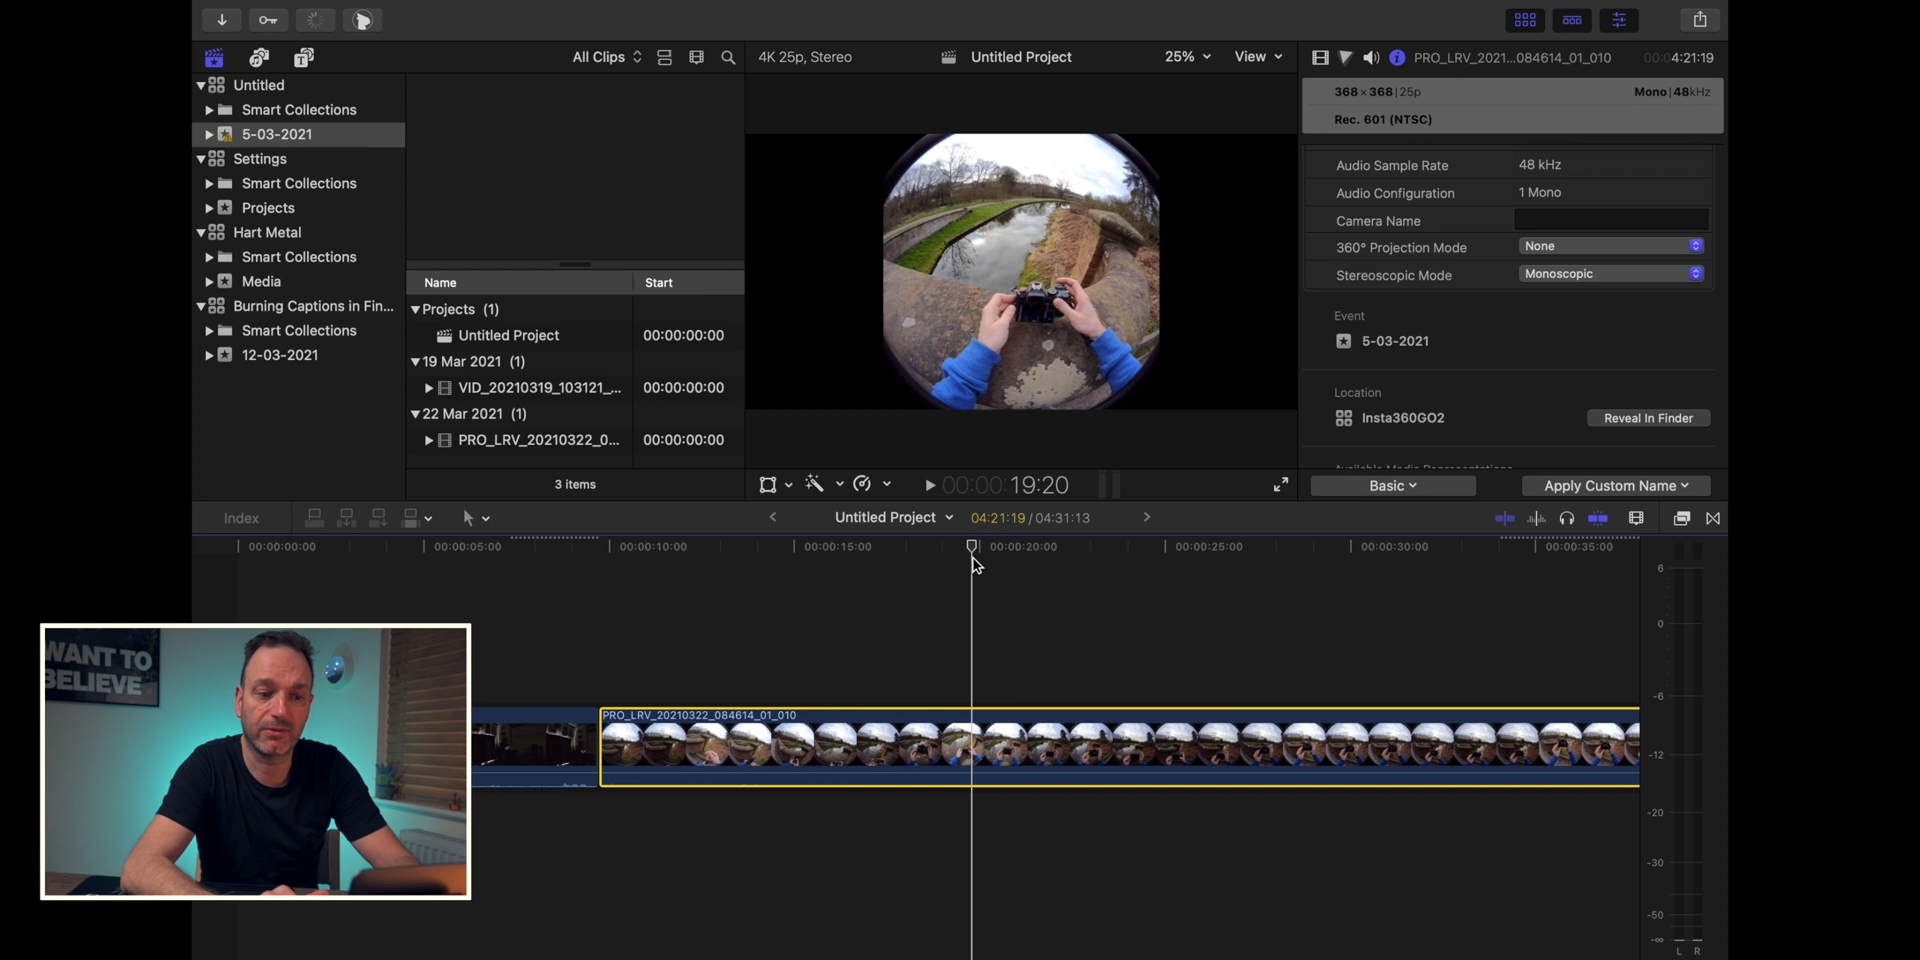 All Clips
4K 25p, Stereo
Untitled Project
25%
View
PRO_LRV_2021...084614_01_010
00:04:21:19
Untitled
Smart Collections
5-03-2021
Settings
Smart Collections
Projects
Hart Metal
Smart Collections
Media
Burning Captions in Fin...
Smart Collections
12-03-2021
Name
Start
Projects (1)
Untitled Project
00:00:00:00
19 Mar 2021 (1)
VID_20210319_103121_...
00:00:00:00
22 Mar 2021 (1)
PRO_LRV_20210322_0...
00:00:00:00
3 items
00:00:00:19:20
368 × 368 | 25p
Mono | 48kHz
Rec. 601 (NTSC)
Audio Sample Rate
48 kHz
Audio Configuration
1 Mono
Camera Name
360° Projection Mode
None
Stereoscopic Mode
Monoscopic
Event
5-03-2021
Location
Insta360GO2
Reveal In Finder
Available Media Representations
Basic
Apply Custom Name
Index
Untitled Project
04:21:19 / 04:31:13
00:00:00:00
00:00:05:00
00:00:10:00
00:00:15:00
00:00:20:00
00:00:25:00
00:00:30:00
00:00:35:00
PRO_LRV_20210322_084614_01_010
6
0
-6
-12
-20
-30
-50
-∞
L R
WANT TO
BELIEVE